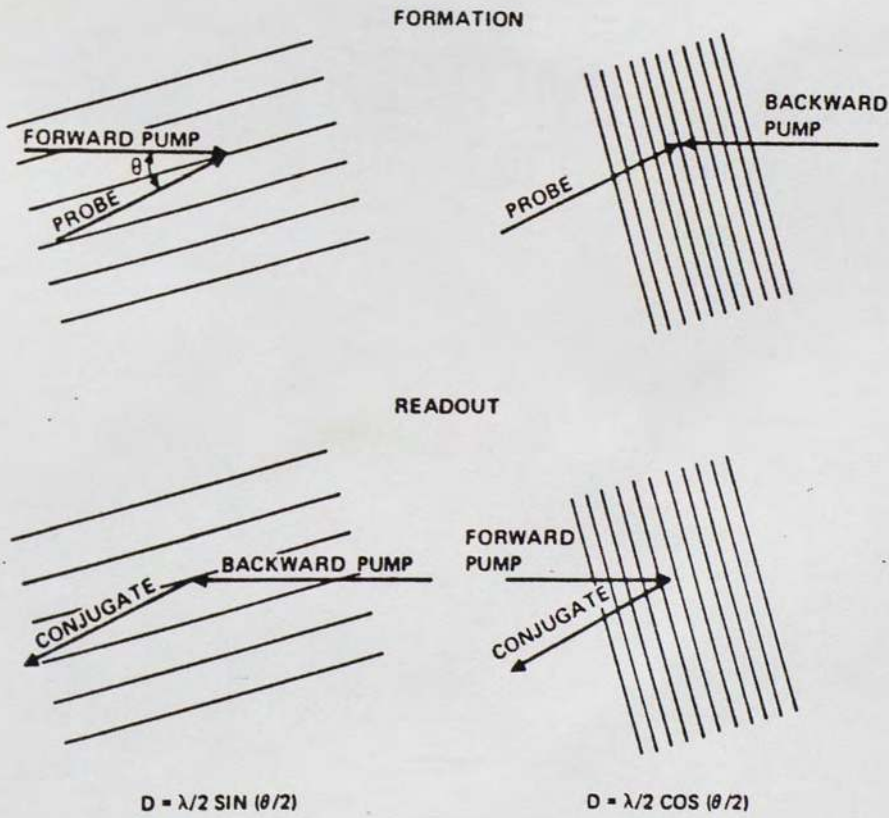 FORMATION
FORWARD PUMP
θ
PROBE
BACKWARD
PUMP
PROBE
READOUT
BACKWARD PUMP
CONJUGATE
FORWARD
PUMP
CONJUGATE
D = λ/2 SIN (θ/2)
D = λ/2 COS (θ/2)